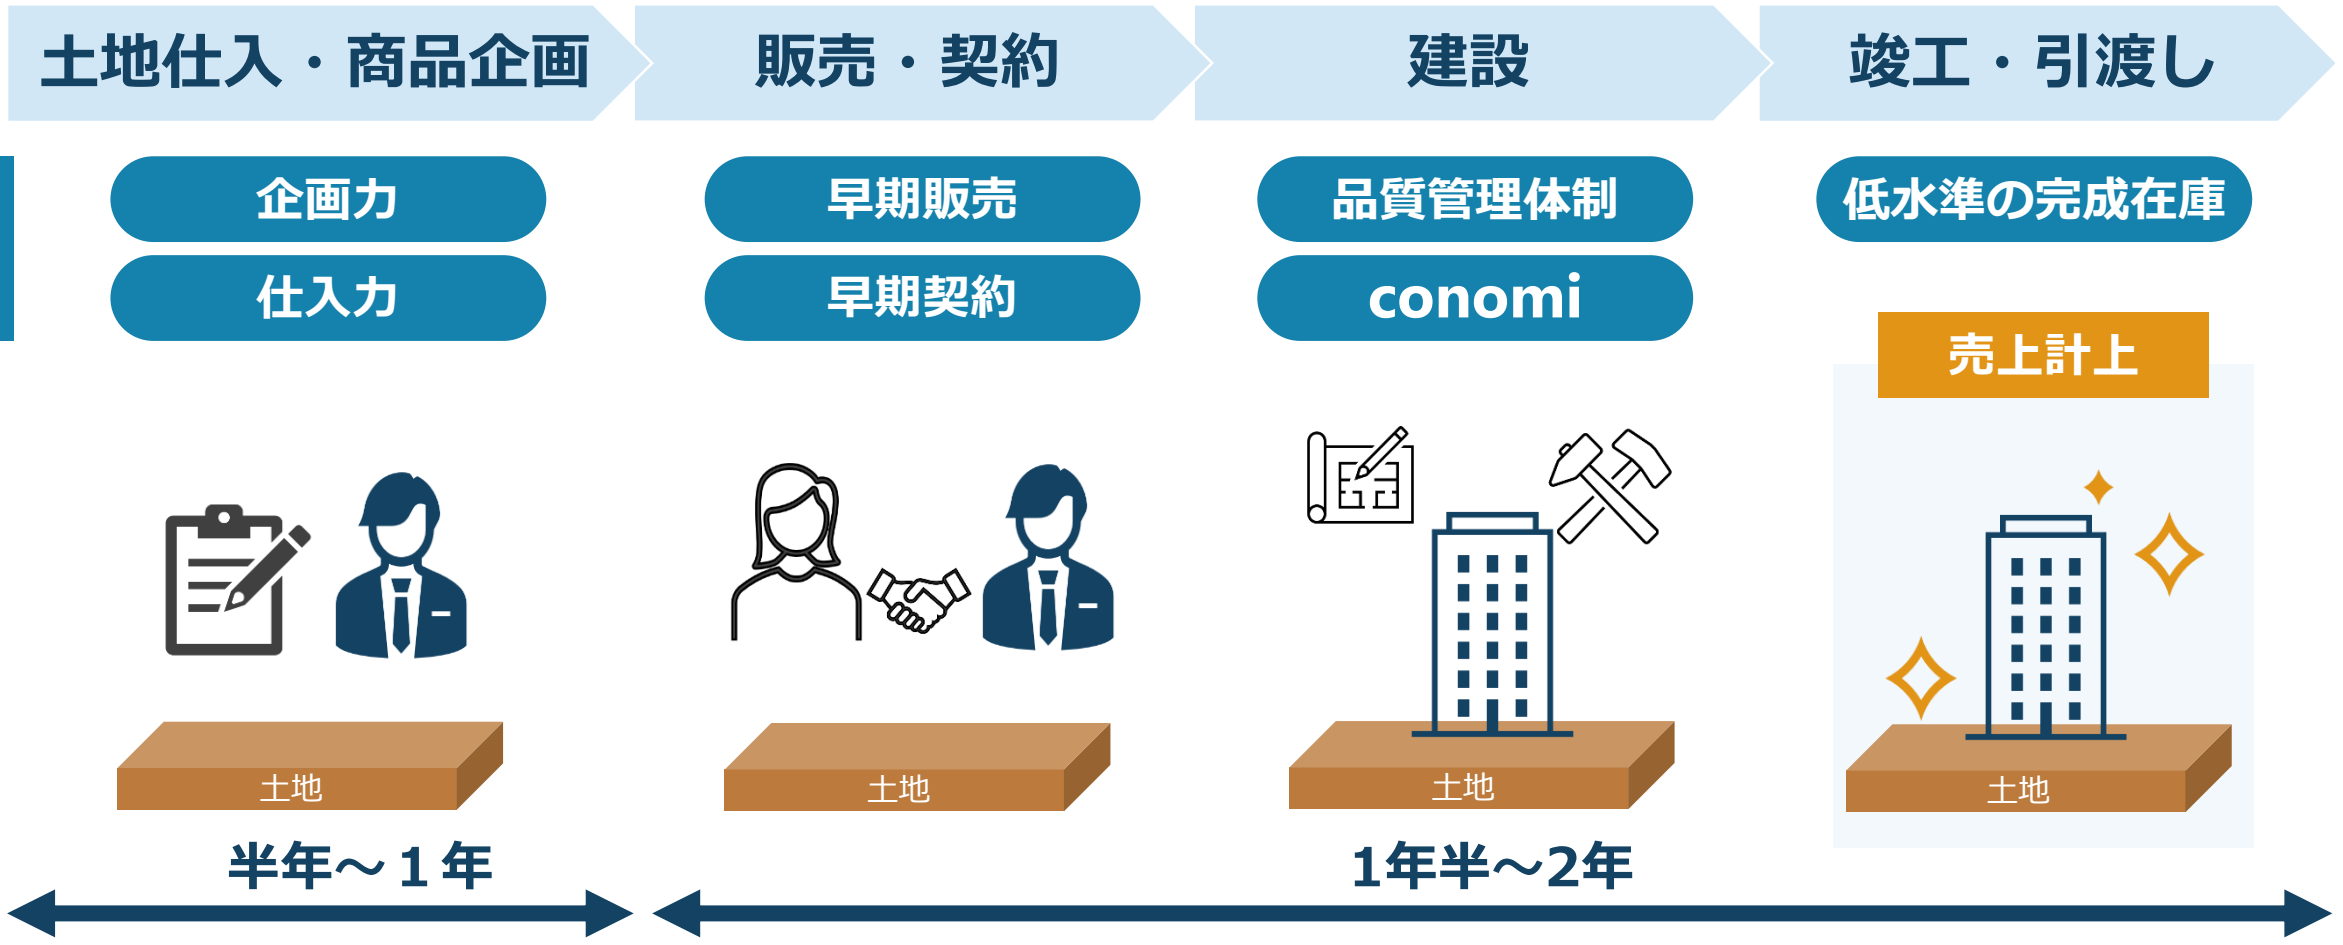 土地仕入・商品企画
販売・契約
建設
竣工・引渡し
企画力
早期販売
品質管理体制
低水準の完成在庫
仕入力
早期契約
conomi
売上計上
土地
土地
土地
土地
半年～１年
1年半～2年